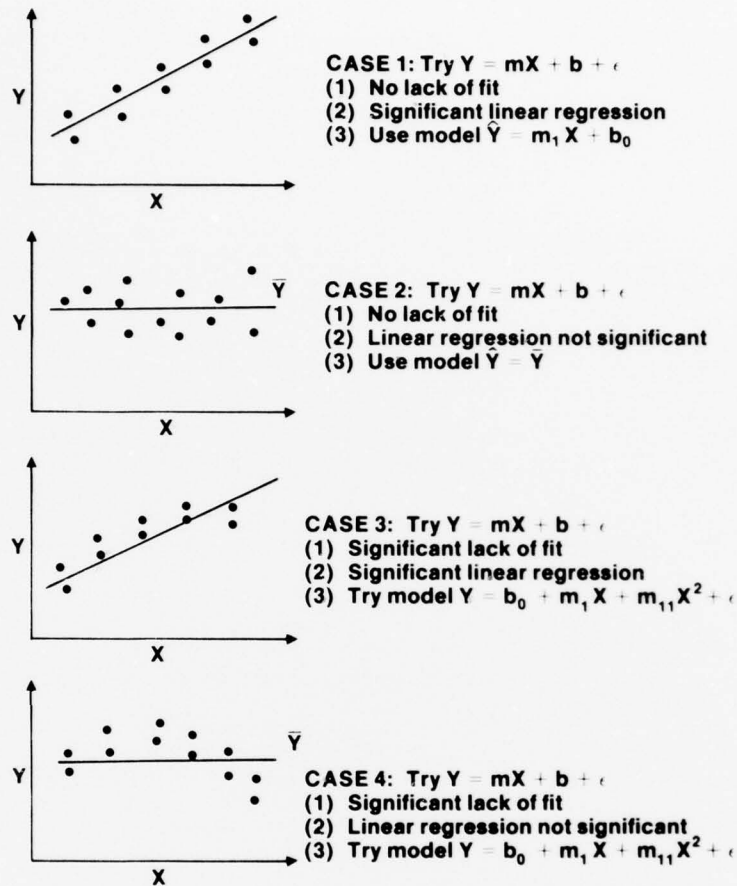 Y
X
CASE 1: Try Y = mX + b + ϵ
(1) No lack of fit
(2) Significant linear regression
(3) Use model Ŷ = m₁ X + b₀
Y
X
Ȳ
CASE 2: Try Y = mX + b + ϵ
(1) No lack of fit
(2) Linear regression not significant
(3) Use model Ŷ = Ȳ
Y
X
CASE 3: Try Y = mX + b + ϵ
(1) Significant lack of fit
(2) Significant linear regression
(3) Try model Y = b₀ + m₁ X + m₁₁X² + ϵ
Y
X
Ȳ
CASE 4: Try Y = mX + b + ϵ
(1) Significant lack of fit
(2) Linear regression not significant
(3) Try model Y = b₀ + m₁ X + m₁₁X² + ϵ